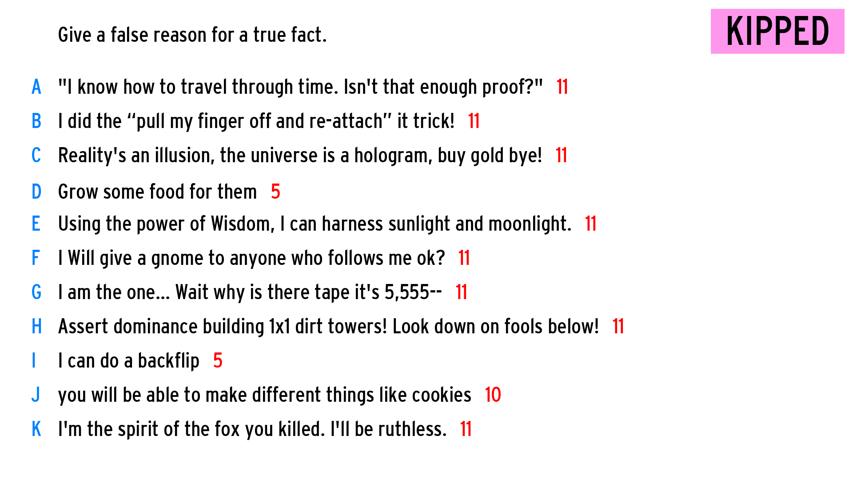 Give a false reason for a true fact.
KIPPED
A "I know how to travel through time. Isn't that enough proof?" 11
B I did the “pull my finger off and re-attach” it trick! 11
C Reality's an illusion, the universe is a hologram, buy gold bye! 11
D Grow some food for them 5
E Using the power of Wisdom, I can harness sunlight and moonlight. 11
F I Will give a gnome to anyone who follows me ok? 11
G I am the one... Wait why is there tape it's 5,555-- 11
H Assert dominance building 1x1 dirt towers! Look down on fools below! 11
I I can do a backflip 5
J you will be able to make different things like cookies 10
K I'm the spirit of the fox you killed. I'll be ruthless. 11